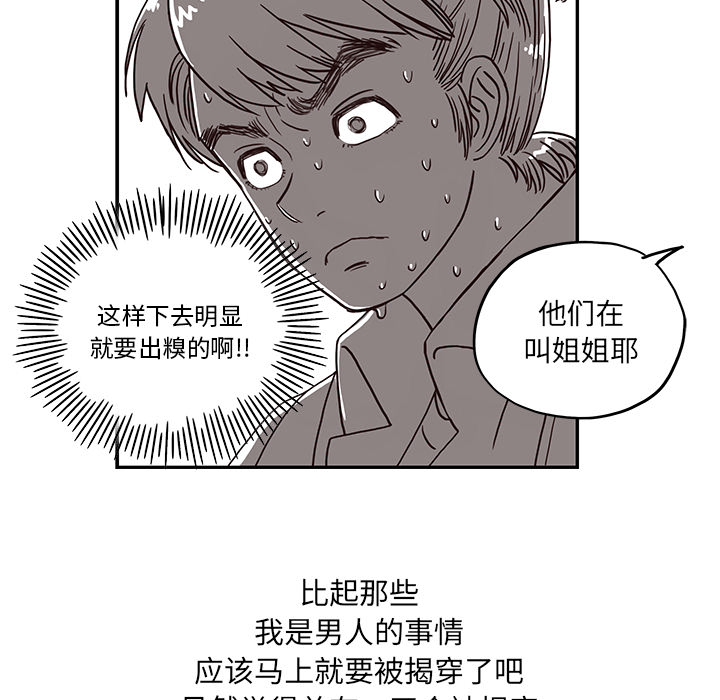 这样下去明显
就要出糗的啊!!
他们在
叫姐姐耶
比起那些
我是男人的事情
应该马上就要被揭穿了吧